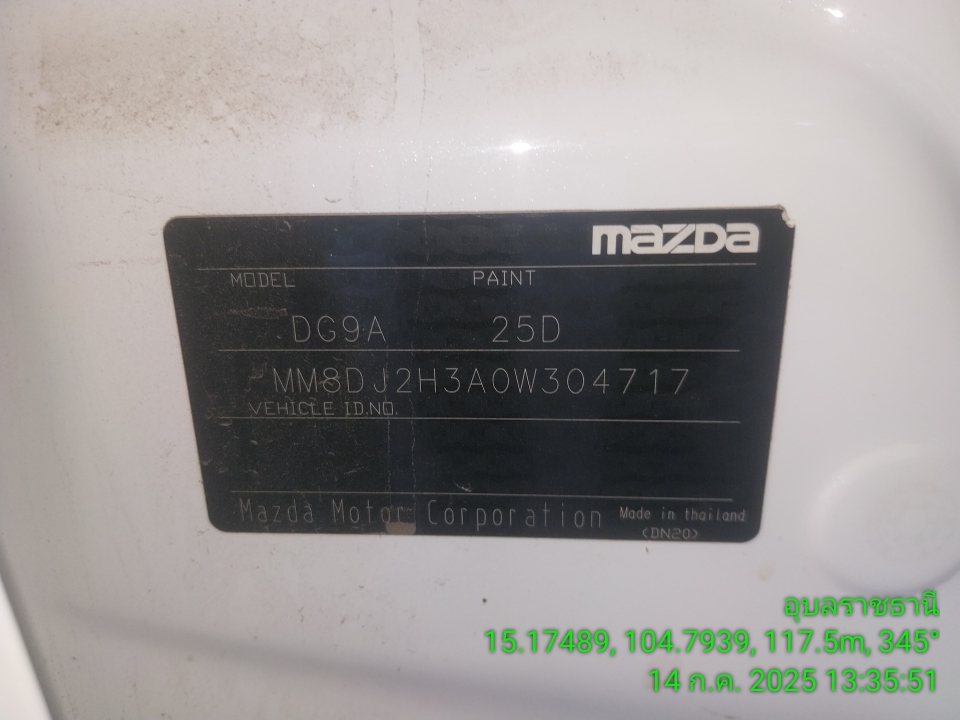 mazda
MODEL PAINT
DG9A 25D
MM8DJ2H3A0W304717
VEHICLE ID.NO.
Mazda Motor Corporation Made in thailand
<DN20>
อุบลราชธานี
15.17489, 104.7939, 117.5m, 345°
14 ก.ค. 2025 13:35:51